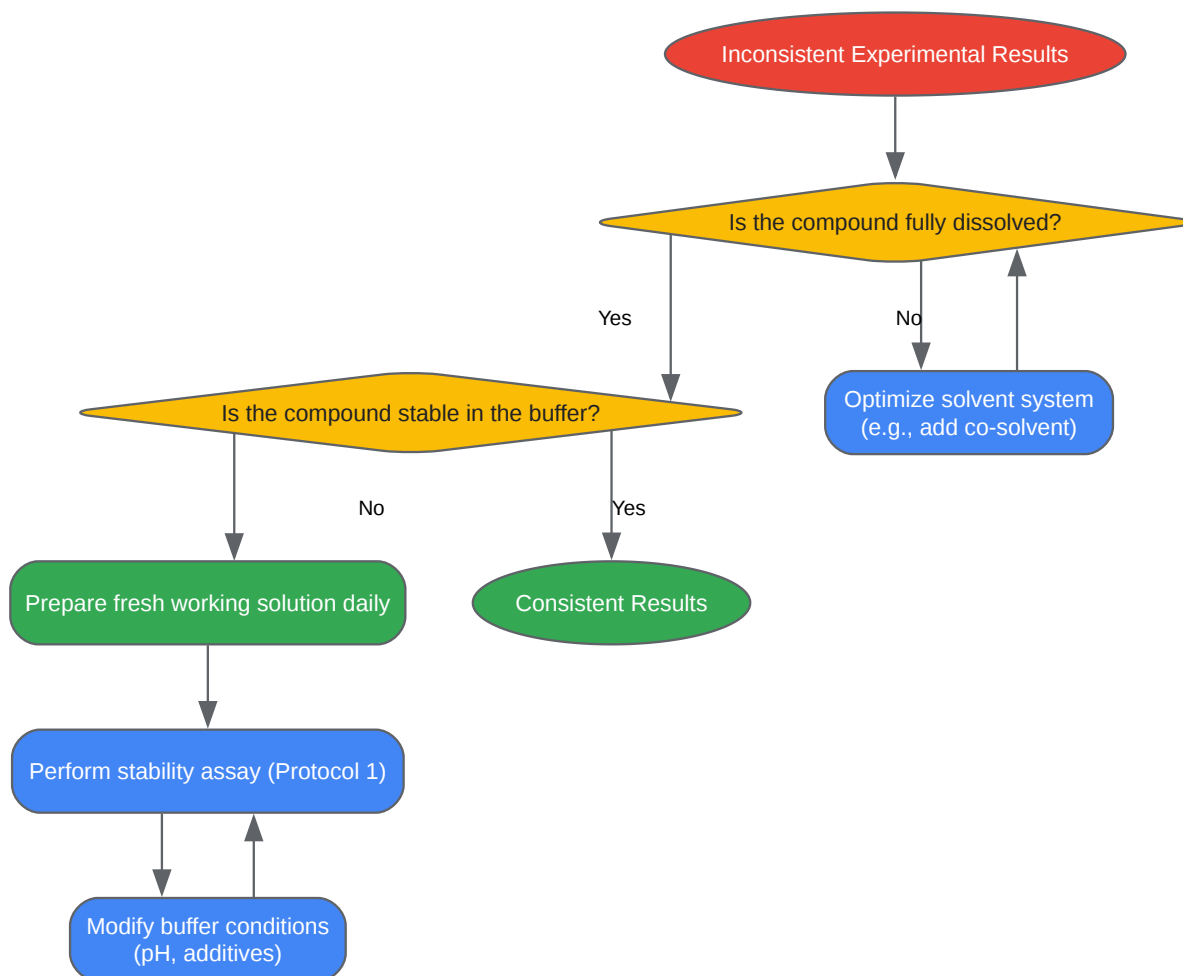 Inconsistent Experimental Results
Is the compound fully dissolved?
Yes
No
Optimize solvent system
(e.g., add co-solvent)
Is the compound stable in the buffer?
No
Yes
Prepare fresh working solution daily
Consistent Results
Perform stability assay (Protocol 1)
Modify buffer conditions
(pH, additives)